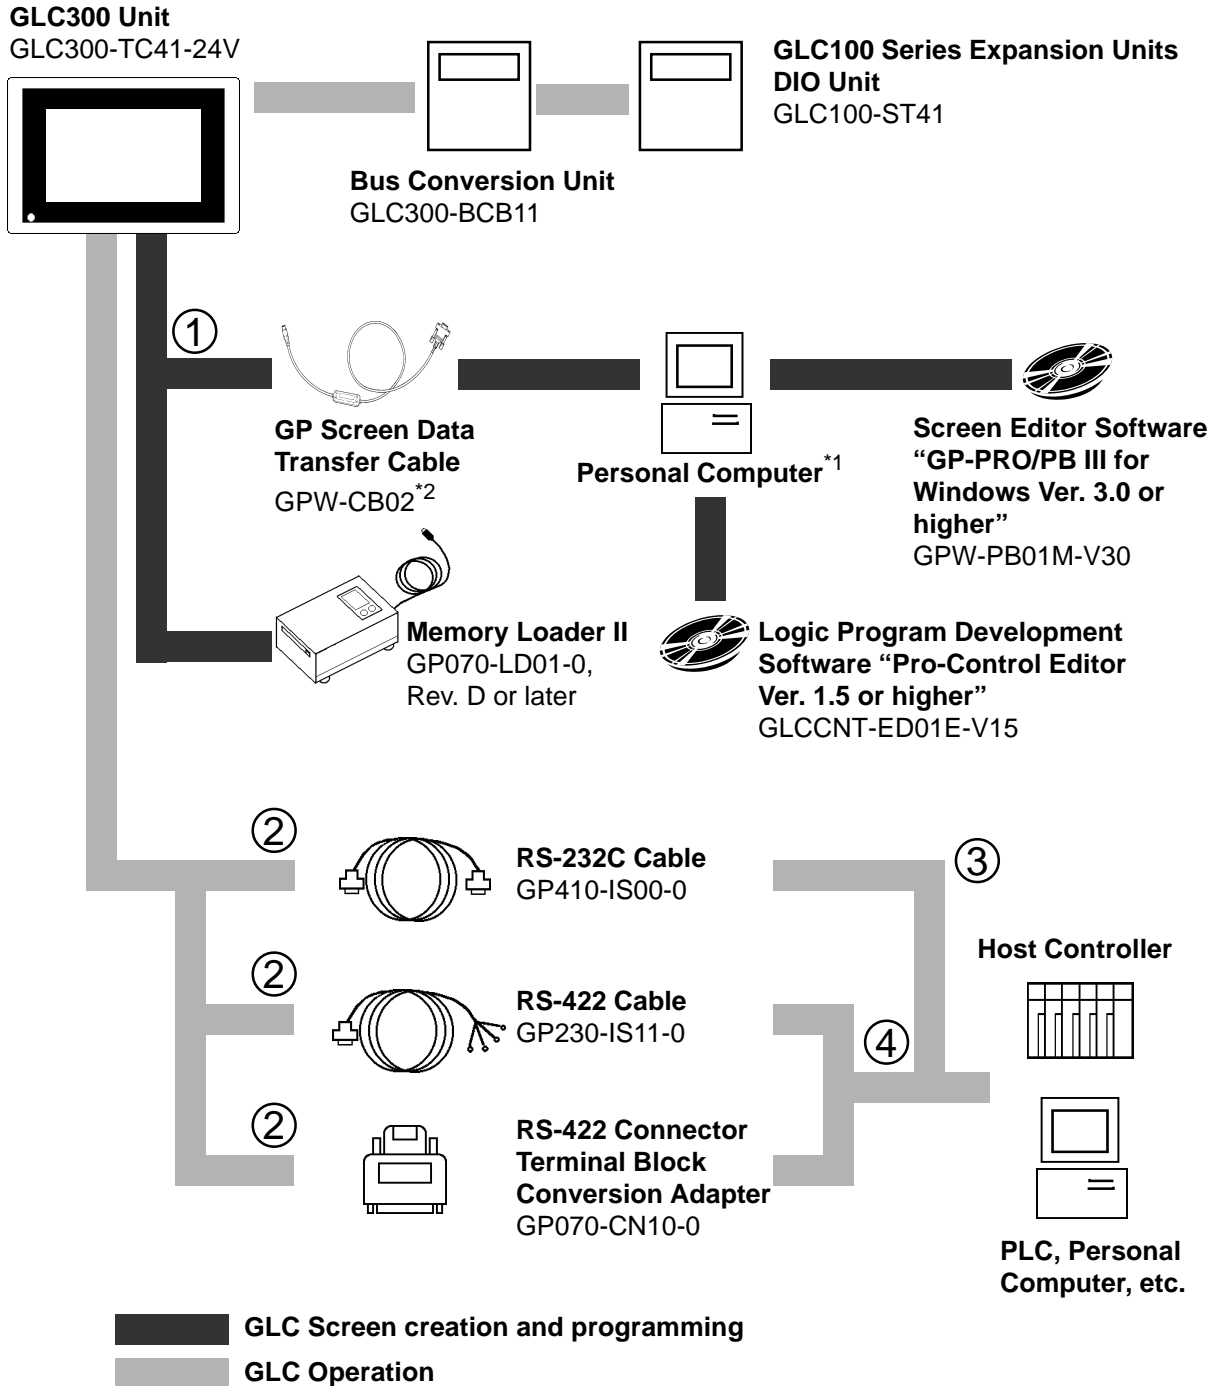 GLC300 Unit
GLC300-TC41-24V
GLC100 Series Expansion Units
DIO Unit
GLC100-ST41
Bus Conversion Unit
GLC300-BCB11
1
GP Screen Data
Transfer Cable
GPW-CB02*2
Personal Computer*1
Screen Editor Software
“GP-PRO/PB III for
Windows Ver. 3.0 or
higher”
GPW-PB01M-V30
Memory Loader II
GP070-LD01-0,
Rev. D or later
Logic Program Development
Software “Pro-Control Editor
Ver. 1.5 or higher”
GLCCNT-ED01E-V15
2
RS-232C Cable
GP410-IS00-0
3
Host Controller
2
RS-422 Cable
GP230-IS11-0
4
2
RS-422 Connector
Terminal Block
Conversion Adapter
GP070-CN10-0
PLC, Personal
Computer, etc.
GLC Screen creation and programming
GLC Operation